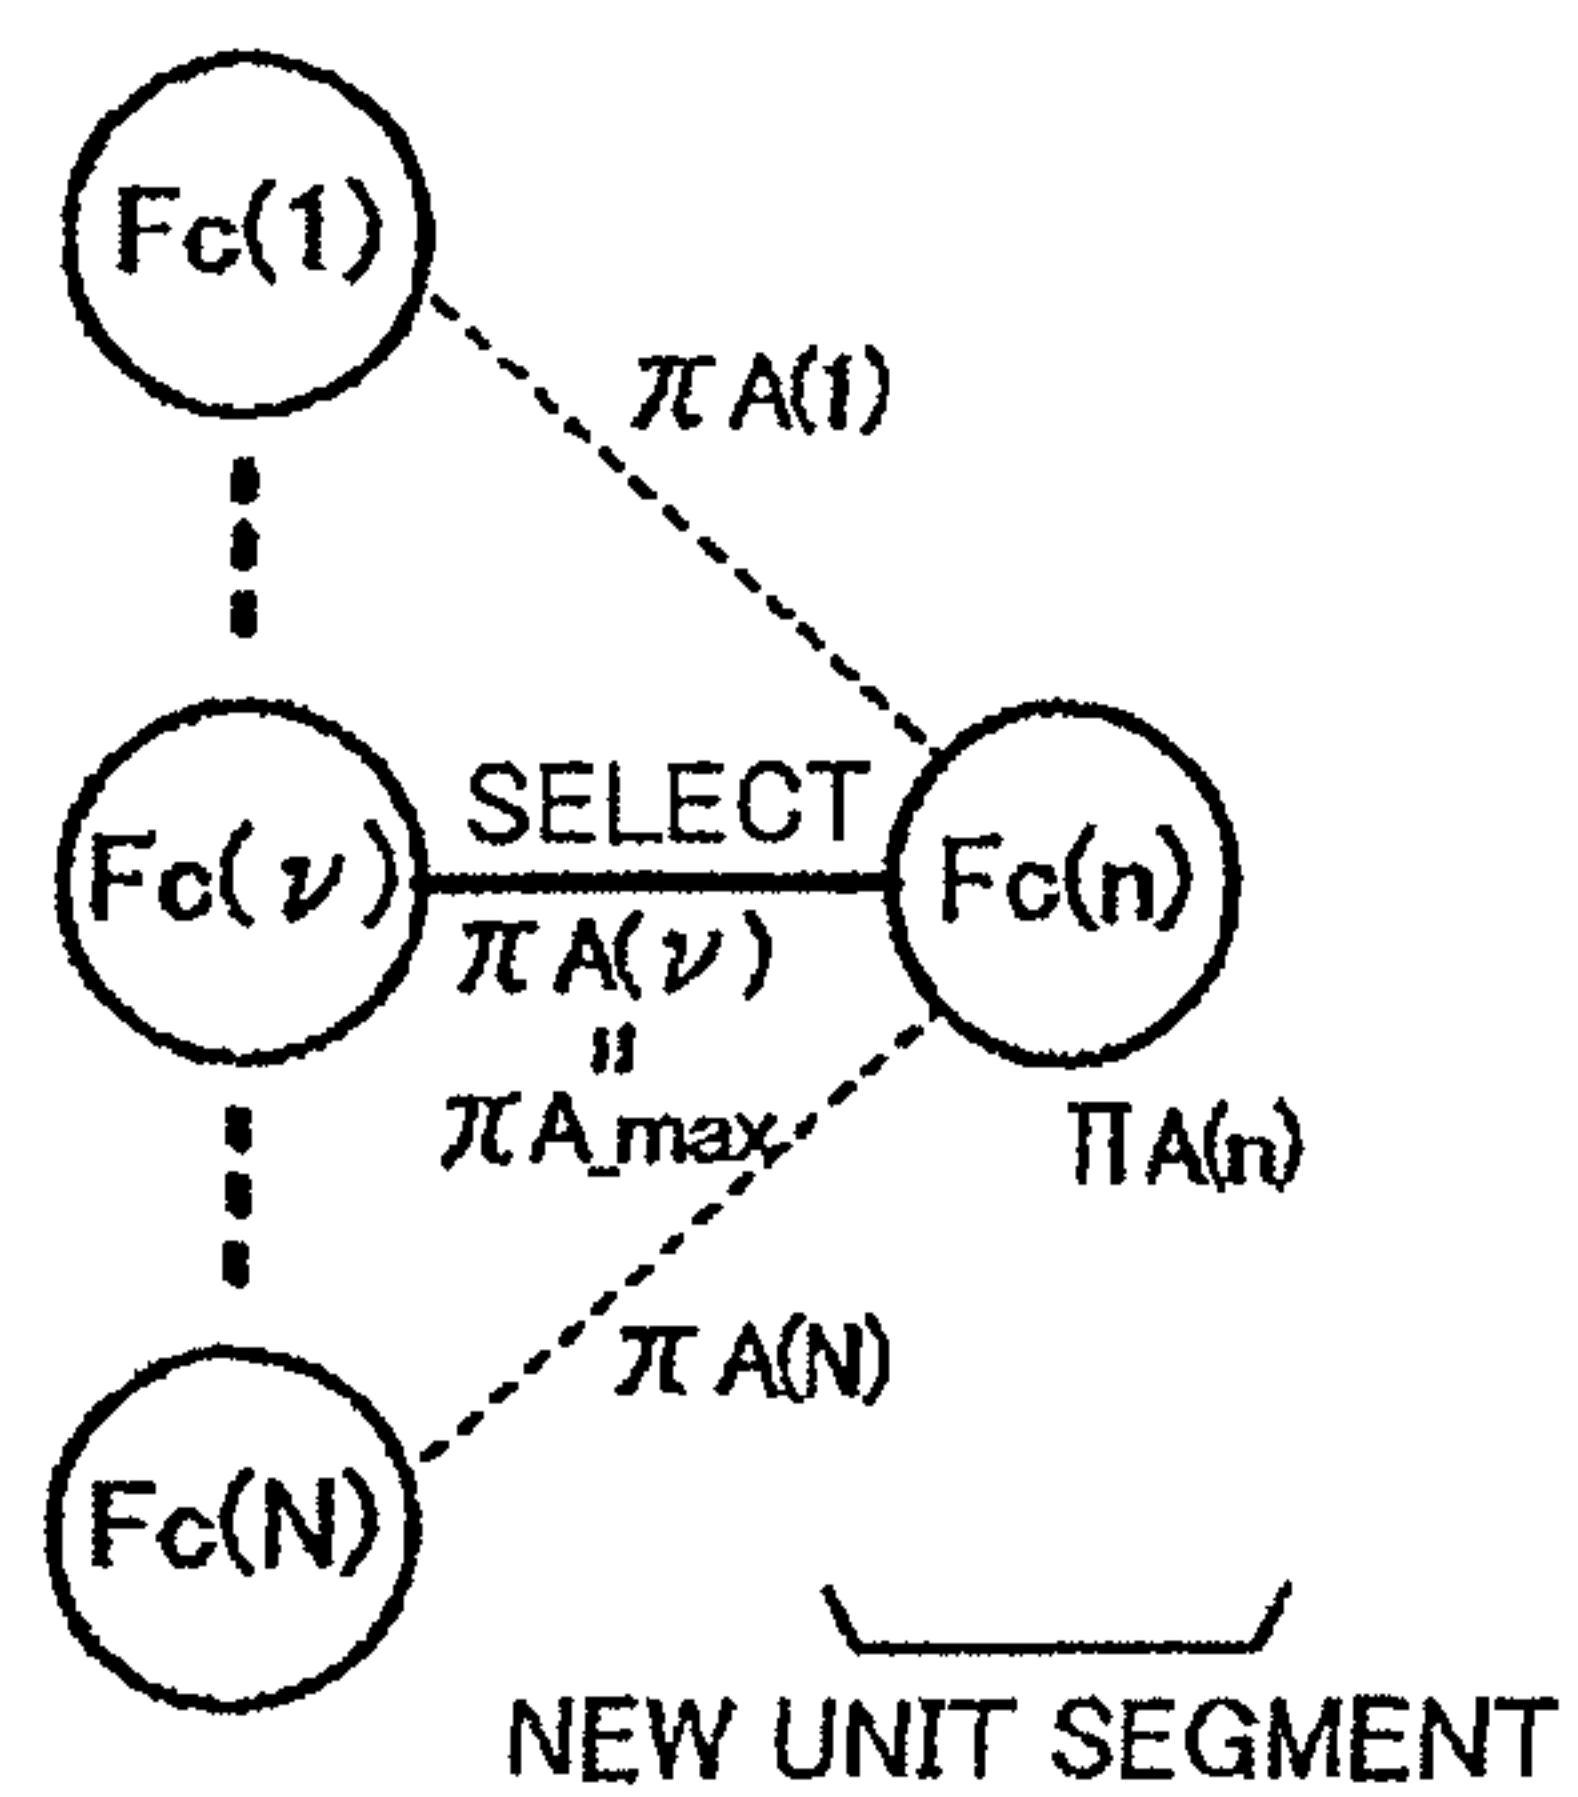 Fc(1)
πA(1)
SELECT
Fc(ν)
Fc(n)
πA(ν)
=
πA_max
ΠA(n)
πA(N)
Fc(N)
NEW UNIT SEGMENT